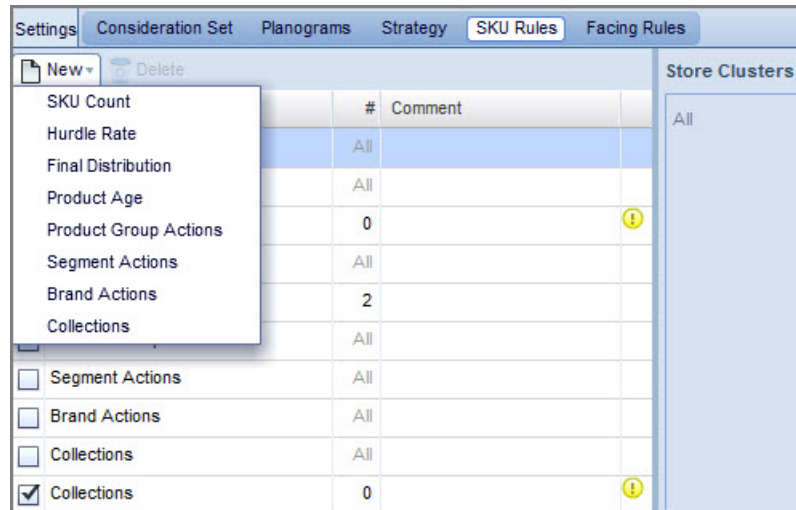 Settings Consideration Set Planograms Strategy SKU Rules Facing Rules
New Delete
Store Clusters
SKU Count
Hurdle Rate
Final Distribution
Product Age
Product Group Actions
Segment Actions
Brand Actions
Collections
# Comment
All
All
All
0
All
2
All
Segment Actions All
Brand Actions All
Collections All
Collections 0